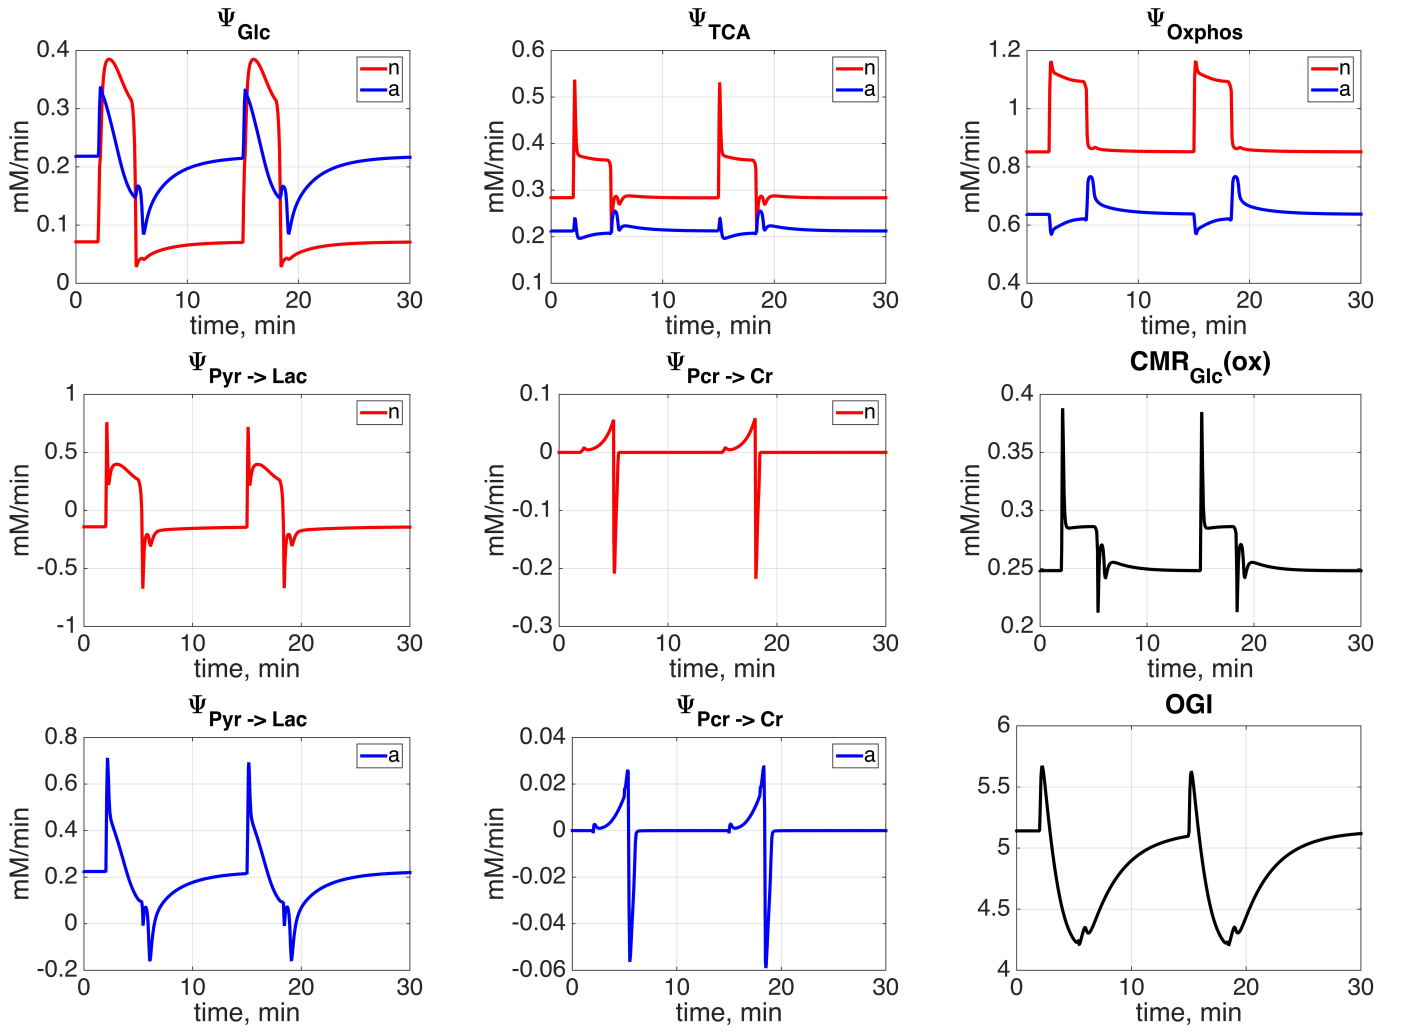 Ψ_Glc
mM/min
0.4
0.3
0.2
0.1
0
n
a
0 10 20 30
time, min
Ψ_TCA
mM/min
0.6
0.5
0.4
0.3
0.2
0.1
n
a
0 10 20 30
time, min
Ψ_Oxphos
mM/min
1.2
1
0.8
0.6
0.4
n
a
0 10 20 30
time, min
Ψ_Pyr -> Lac
mM/min
1
0.5
0
-0.5
-1
n
0 10 20 30
time, min
Ψ_Pcr -> Cr
mM/min
0.1
0
-0.1
-0.2
-0.3
n
0 10 20 30
time, min
CMR_Glc(ox)
mM/min
0.4
0.35
0.3
0.25
0.2
0 10 20 30
time, min
Ψ_Pyr -> Lac
mM/min
0.8
0.6
0.4
0.2
0
-0.2
a
0 10 20 30
time, min
Ψ_Pcr -> Cr
mM/min
0.04
0.02
0
-0.02
-0.04
-0.06
a
0 10 20 30
time, min
OGI
6
5.5
5
4.5
4
0 10 20 30
time, min